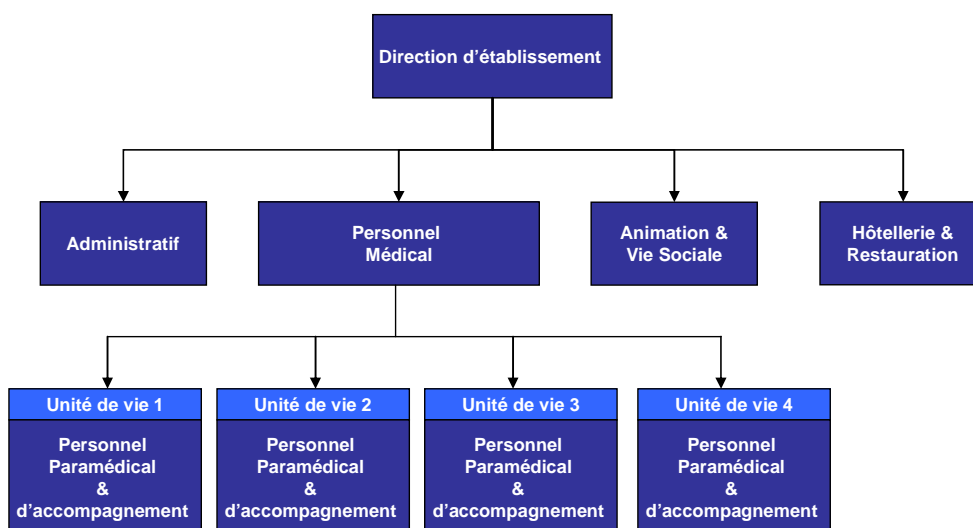 Direction d'établissement
Administratif
Personnel
Médical
Animation &
Vie Sociale
Hôtellerie &
Restauration
Unité de vie 1
Personnel
Paramédical
&
d'accompagnement
Unité de vie 2
Personnel
Paramédical
&
d'accompagnement
Unité de vie 3
Personnel
Paramédical
&
d'accompagnement
Unité de vie 4
Personnel
Paramédical
&
d'accompagnement